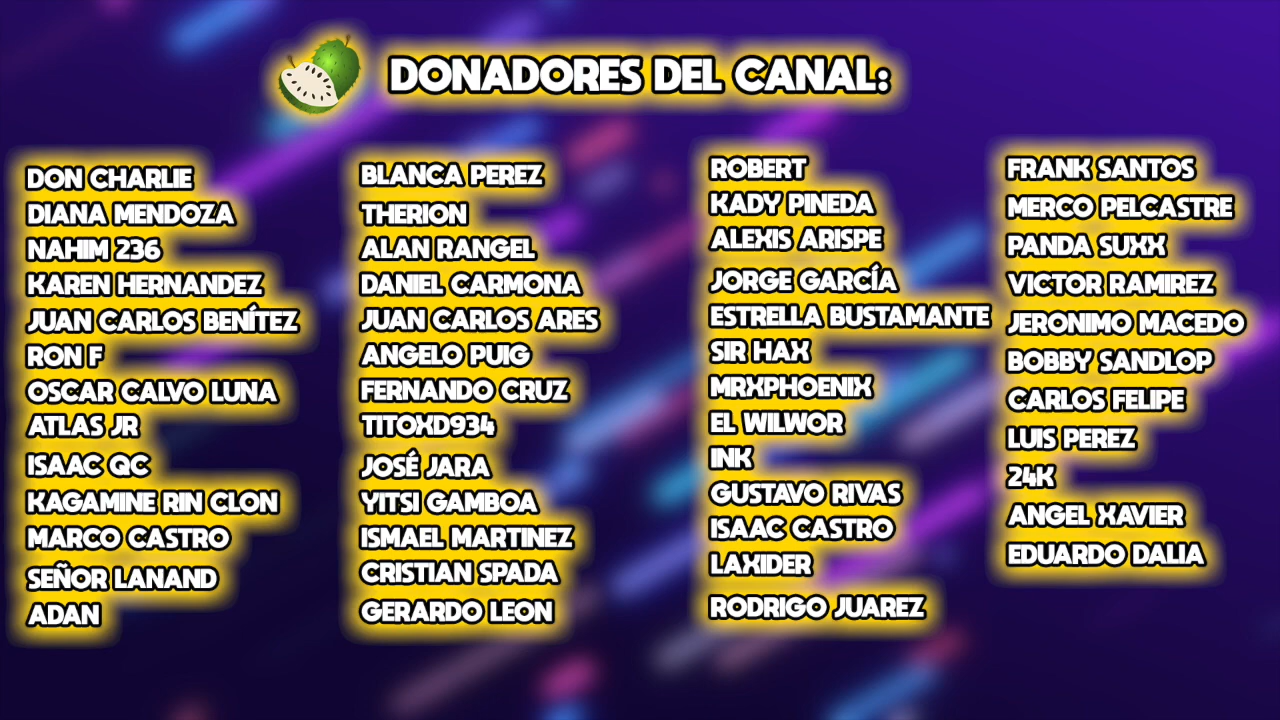 DONADORES DEL CANAL:
DON CHARLIE
DIANA MENDOZA
NAHIM 236
KAREN HERNANDEZ
JUAN CARLOS BENÍTEZ
RON F
OSCAR CALVO LUNA
ATLAS JR
ISAAC QC
KAGAMINE RIN CLON
MARCO CASTRO
SEÑOR LANAND
ADAN
BLANCA PEREZ
THERION
ALAN RANGEL
DANIEL CARMONA
JUAN CARLOS ARES
ANGELO PUIG
FERNANDO CRUZ
TITOXD934
JOSÉ JARA
YITSI GAMBOA
ISMAEL MARTINEZ
CRISTIAN SPADA
GERARDO LEON
ROBERT
KADY PINEDA
ALEXIS ARISPE
JORGE GARCÍA
ESTRELLA BUSTAMANTE
SIR HAX
MRXPHOENIX
EL WILWOR
INK
GUSTAVO RIVAS
ISAAC CASTRO
LAXIDER
RODRIGO JUAREZ
FRANK SANTOS
MERCO PELCASTRE
PANDA SUXX
VICTOR RAMIREZ
JERONIMO MACEDO
BOBBY SANDLOP
CARLOS FELIPE
LUIS PEREZ
24K
ANGEL XAVIER
EDUARDO DALIA